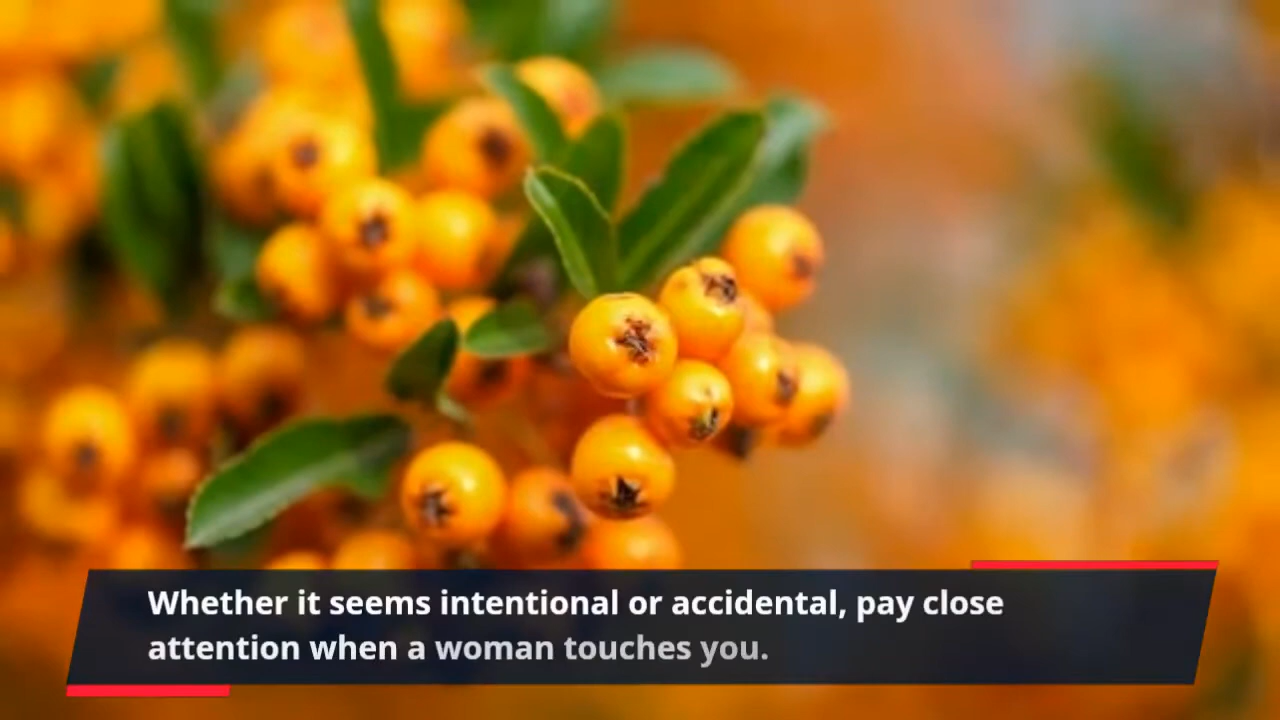 Whether it seems intentional or accidental, pay close
attention when a woman touches you.